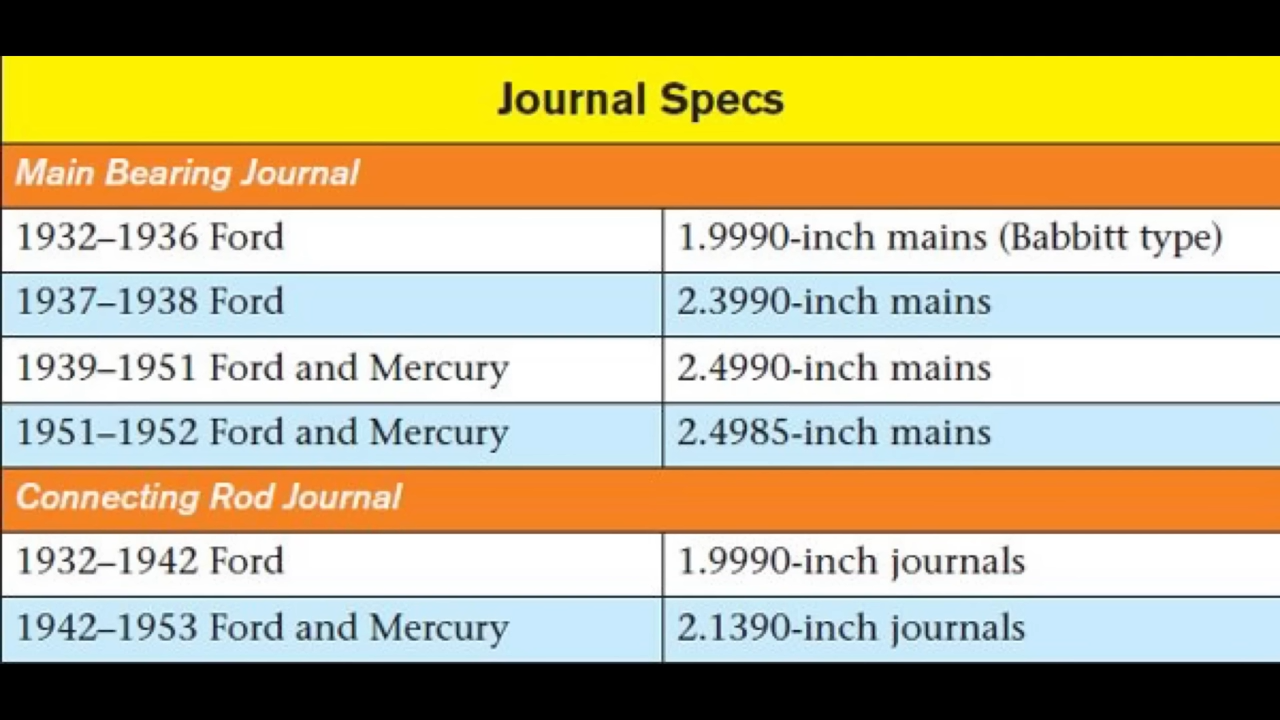 Journal Specs
Main Bearing Journal
1932–1936 Ford 1.9990-inch mains (Babbitt type)
1937–1938 Ford 2.3990-inch mains
1939–1951 Ford and Mercury 2.4990-inch mains
1951–1952 Ford and Mercury 2.4985-inch mains
Connecting Rod Journal
1932–1942 Ford 1.9990-inch journals
1942–1953 Ford and Mercury 2.1390-inch journals